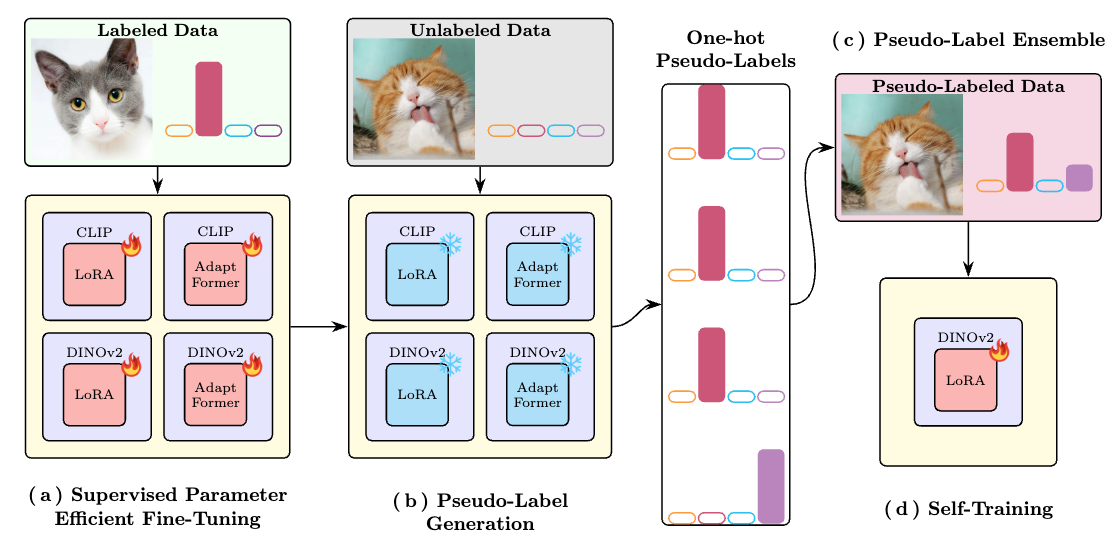 Labeled Data
CLIP
LoRA
CLIP
Adapt
Former
DINOv2
LoRA
DINOv2
Adapt
Former
( a ) Supervised Parameter
Efficient Fine-Tuning
Unlabeled Data
CLIP
LoRA
CLIP
Adapt
Former
DINOv2
LoRA
DINOv2
Adapt
Former
( b ) Pseudo-Label
Generation
One-hot
Pseudo-Labels
( c ) Pseudo-Label Ensemble
Pseudo-Labeled Data
DINOv2
LoRA
( d ) Self-Training